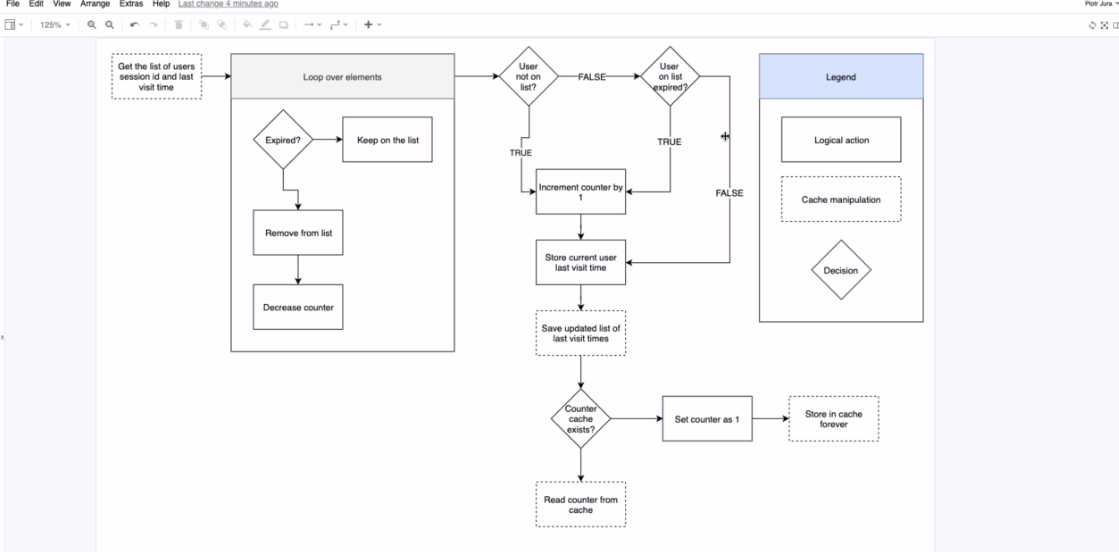 File Edit View Arrange Extras Help Last change 4 minutes ago
Piotr Jura
125%
Get the list of users
session id and last
visit time
Loop over elements
Expired?
Keep on the list
Remove from list
Decrease counter
User
not on
list?
FALSE
User
on list
expired?
TRUE
TRUE
FALSE
Increment counter by
1
Store current user
last visit time
Save updated list of
last visit times
Counter
cache
exists?
Set counter as 1
Store in cache
forever
Read counter from
cache
Legend
Logical action
Cache manipulation
Decision